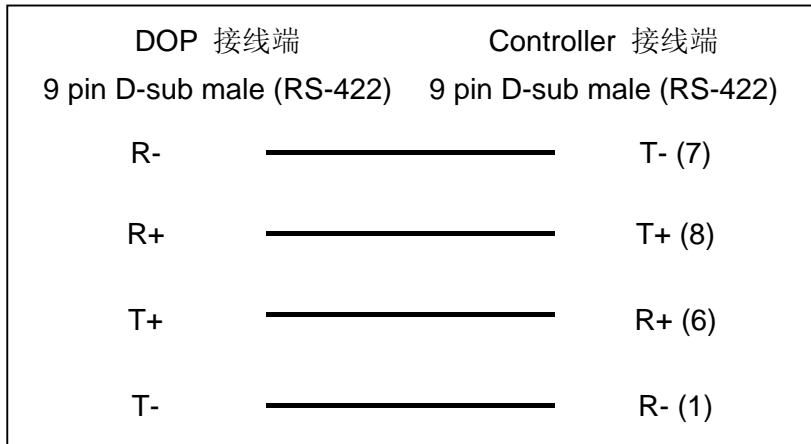 DOP 接线端 Controller 接线端
9 pin D-sub male (RS-422) 9 pin D-sub male (RS-422)
R- T- (7)
R+ T+ (8)
T+ R+ (6)
T- R- (1)